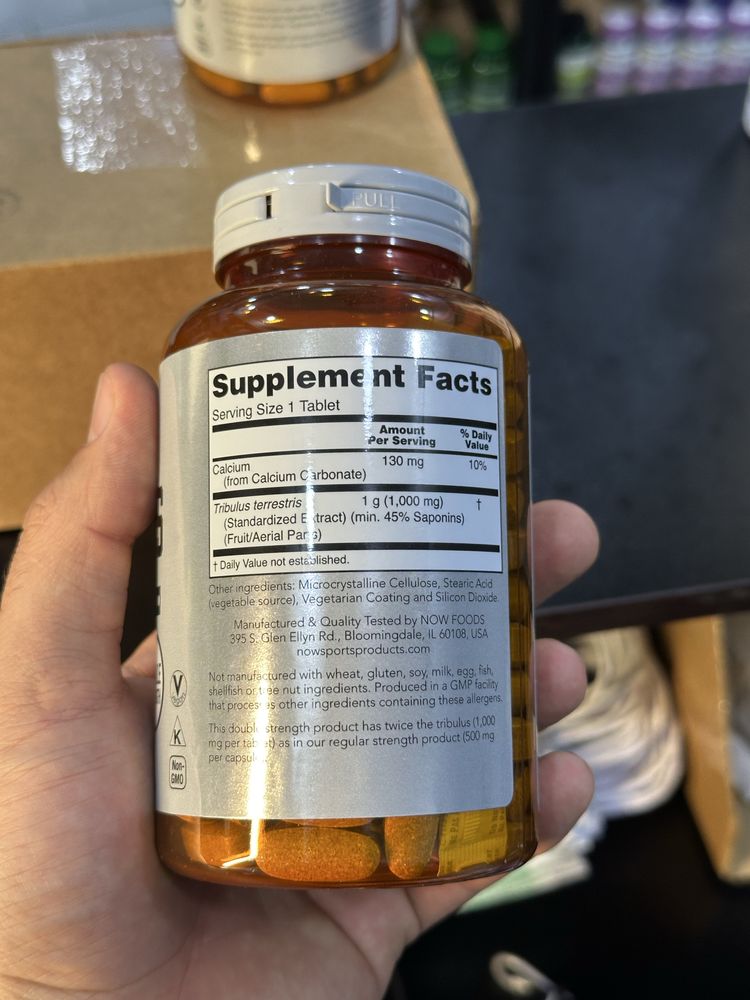 PULL
Supplement Facts
Serving Size 1 Tablet
Amount
Per Serving
% Daily
Value
Calcium 130 mg 10%
(from Calcium Carbonate)
Tribulus terrestris 1 g (1,000 mg) †
(Standardized Extract) (min. 45% Saponins)
(Fruit/Aerial Parts)
† Daily Value not established.
Other ingredients: Microcrystalline Cellulose, Stearic Acid
(vegetable source), Vegetarian Coating and Silicon Dioxide.
Manufactured & Quality Tested by NOW FOODS
395 S. Glen Ellyn Rd., Bloomingdale, IL 60108, USA
nowsportsproducts.com
Not manufactured with wheat, gluten, soy, milk, egg, fish,
shellfish or tree nut ingredients. Produced in a GMP facility
that processes other ingredients containing these allergens.
This double strength product has twice the tribulus (1,000
mg per tablet) as in our regular strength product (500 mg
per capsule).
V
K
Non-
GMO